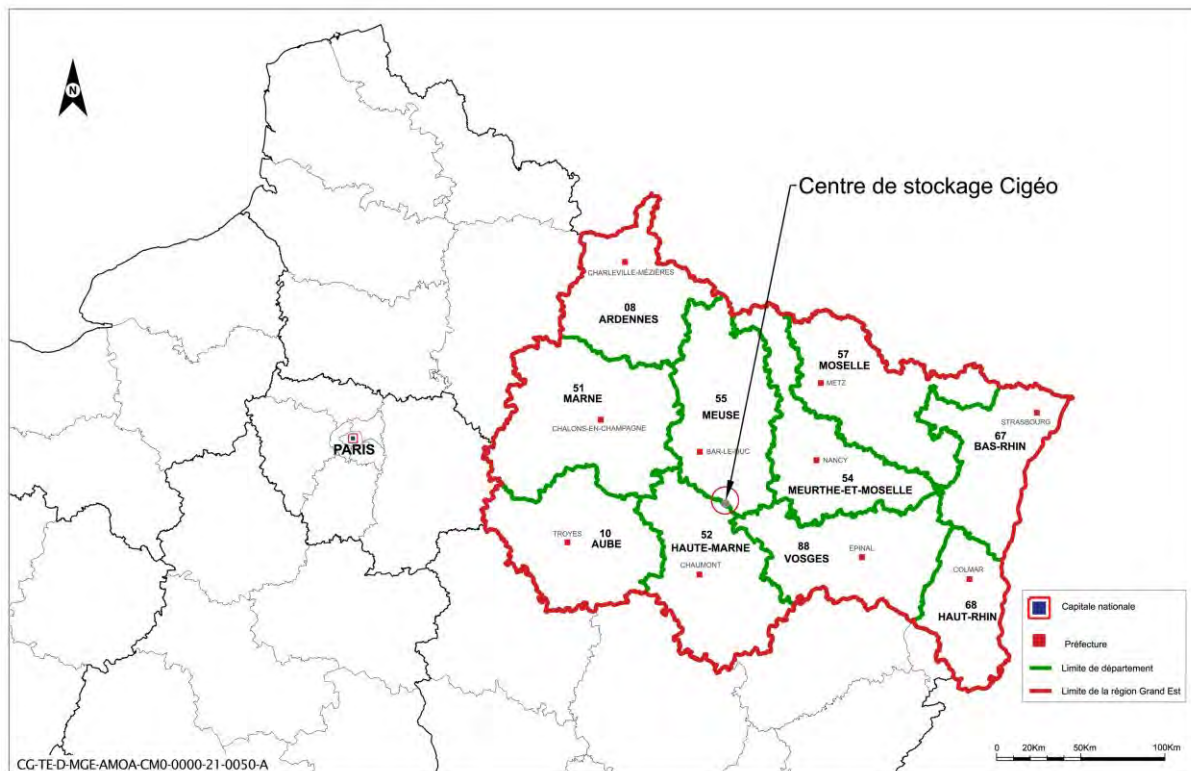 N
Centre de stockage Cigéo
CHARLEVILLE-MÉZIÈRES
08
ARDENNES
57
MOSELLE
METZ
51
MARNE
CHALONS-EN-CHAMPAGNE
55
MEUSE
BAR-LE-DUC
STRASBOURG
67
BAS-RHIN
PARIS
NANCY
54
MEURTHE-ET-MOSELLE
TROYES
10
AUBE
52
HAUTE-MARNE
CHAUMONT
88
VOSGES
EPINAL
COLMAR
68
HAUT-RHIN
Capitale nationale
Préfecture
Limite de département
Limite de la région Grand Est
0 20Km 50Km 100Km
CG-TE-D-MGE-AMOA-CM0-0000-21-0050-A